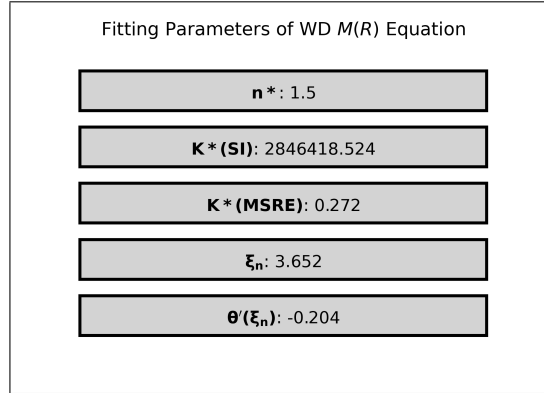 Fitting Parameters of WD M(R) Equation
n*: 1.5
K*(SI): 2846418.524
K*(MSRE): 0.272
ξₙ: 3.652
θ′(ξₙ): -0.204